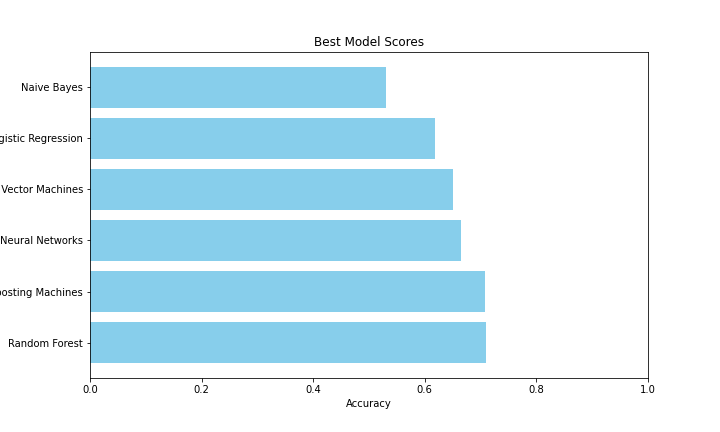 Best Model Scores
Naive Bayes
gistic Regression
Vector Machines
Neural Networks
osting Machines
Random Forest
0.0 0.2 0.4 0.6 0.8 1.0
Accuracy